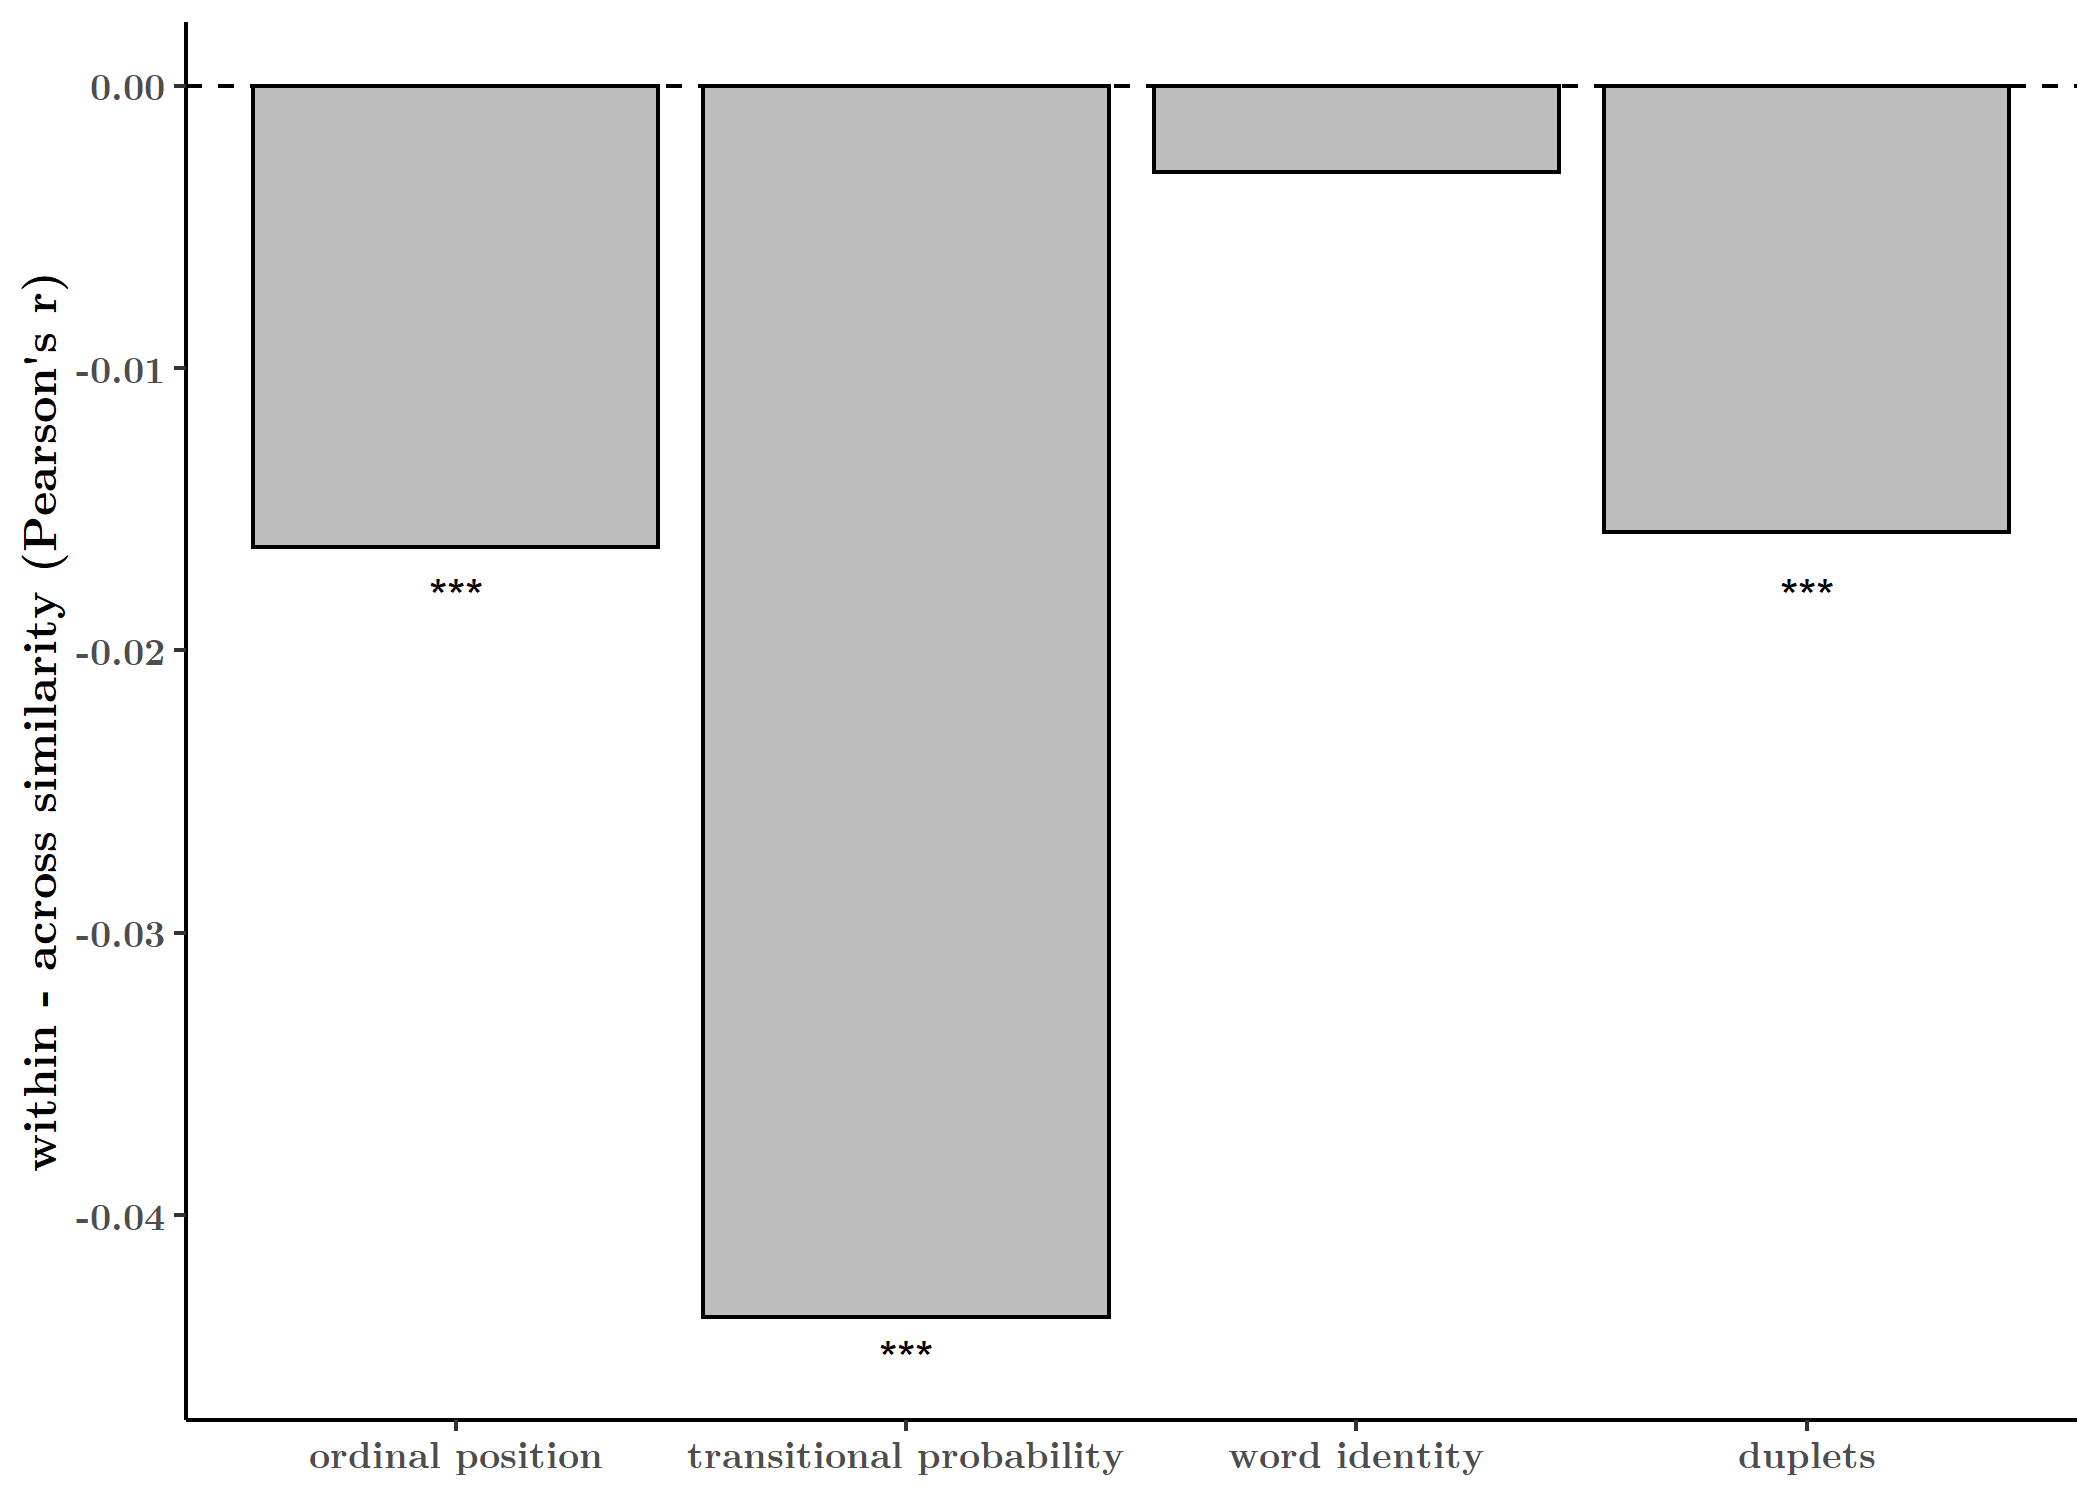 within - across similarity (Pearson's r)
0.00
-0.01
***
***
-0.02
-0.03
-0.04
***
ordinal position
transitional probability
word identity
duplets